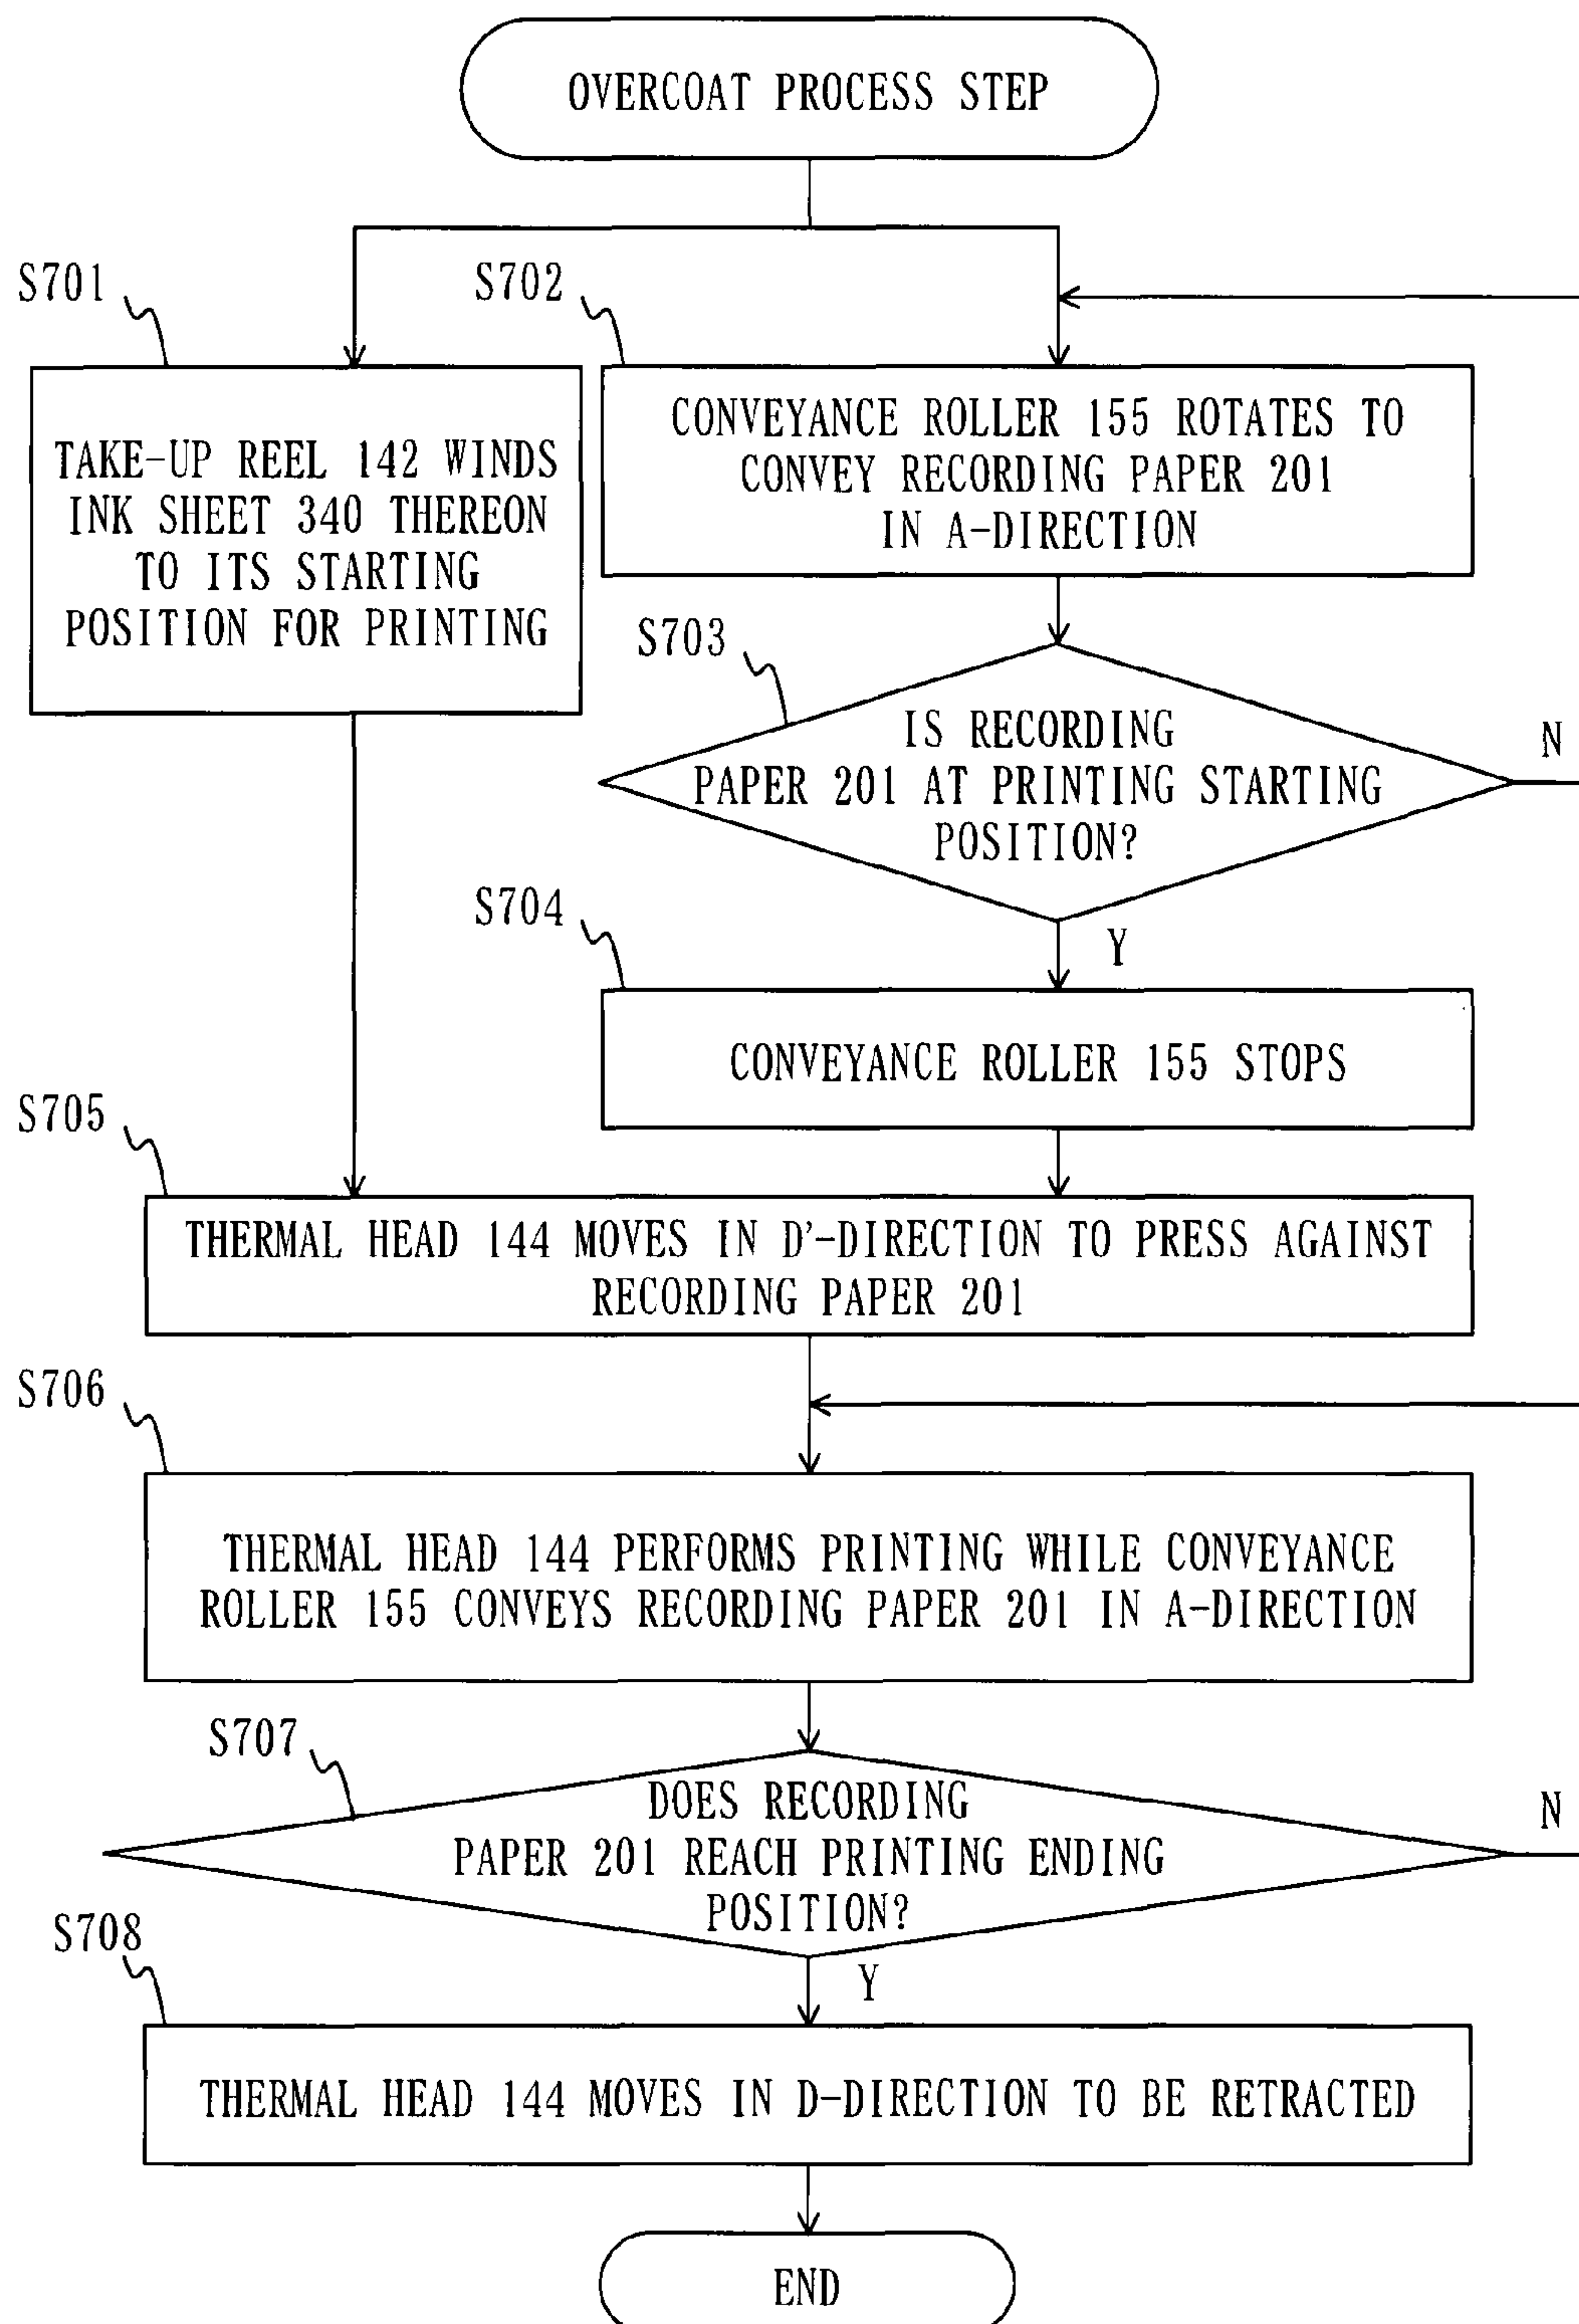 OVERCOAT PROCESS STEP
S701
S702
TAKE-UP REEL 142 WINDS
INK SHEET 340 THEREON
TO ITS STARTING
POSITION FOR PRINTING
CONVEYANCE ROLLER 155 ROTATES TO
CONVEY RECORDING PAPER 201
IN A-DIRECTION
S703
IS RECORDING
PAPER 201 AT PRINTING STARTING
POSITION?
N
Y
S704
CONVEYANCE ROLLER 155 STOPS
S705
THERMAL HEAD 144 MOVES IN D'-DIRECTION TO PRESS AGAINST
RECORDING PAPER 201
S706
THERMAL HEAD 144 PERFORMS PRINTING WHILE CONVEYANCE
ROLLER 155 CONVEYS RECORDING PAPER 201 IN A-DIRECTION
S707
DOES RECORDING
PAPER 201 REACH PRINTING ENDING
POSITION?
N
Y
S708
THERMAL HEAD 144 MOVES IN D-DIRECTION TO BE RETRACTED
END